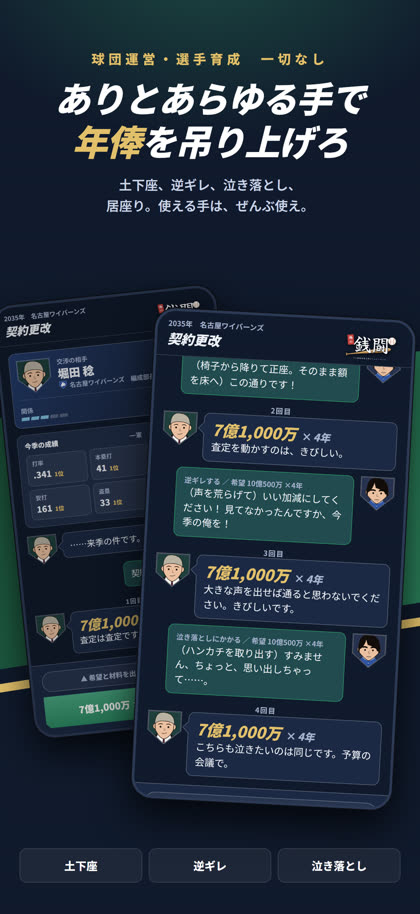 球団運営・選手育成　一切なし
ありとあらゆる手で
年俸を吊り上げろ
土下座、逆ギレ、泣き落とし、
居座り。使える手は、ぜんぶ使え。
2035年　名古屋ワイバーンズ
契約更改
交渉の相手
堀田 稔
名古屋ワイバーンズ　編成部
関係
今季の成績
一軍
打率
.341 1位
本塁打
41
安打
161 2位
盗塁
33
……来季の件です。
契
1回
7億1,000
査定は査定です
▲ 希望と材料を出
7億1,000万
2035年　名古屋ワイバーンズ
契約更改
銭闘
（椅子から降りて正座。そのまま額
を床へ）この通りです！
2回目
7億1,000万 × 4年
査定を動かすのは、きびしい。
逆ギレする ／ 希望 10億500万 ×4年
（声を荒らげて）いい加減にしてく
ださい！ 見てなかったんですか、今
季の俺を！
3回目
7億1,000万 × 4年
大きな声を出せば通ると思わないでくだ
さい。きびしいです。
泣き落としにかかる ／ 希望 10億500万 ×4年
（ハンカチを取り出す）すみませ
ん、ちょっと、思い出しちゃっ
て……。
4回目
7億1,000万 × 4年
こちらも泣きたいのは同じです。予算の
会議で。
土下座
逆ギレ
泣き落とし